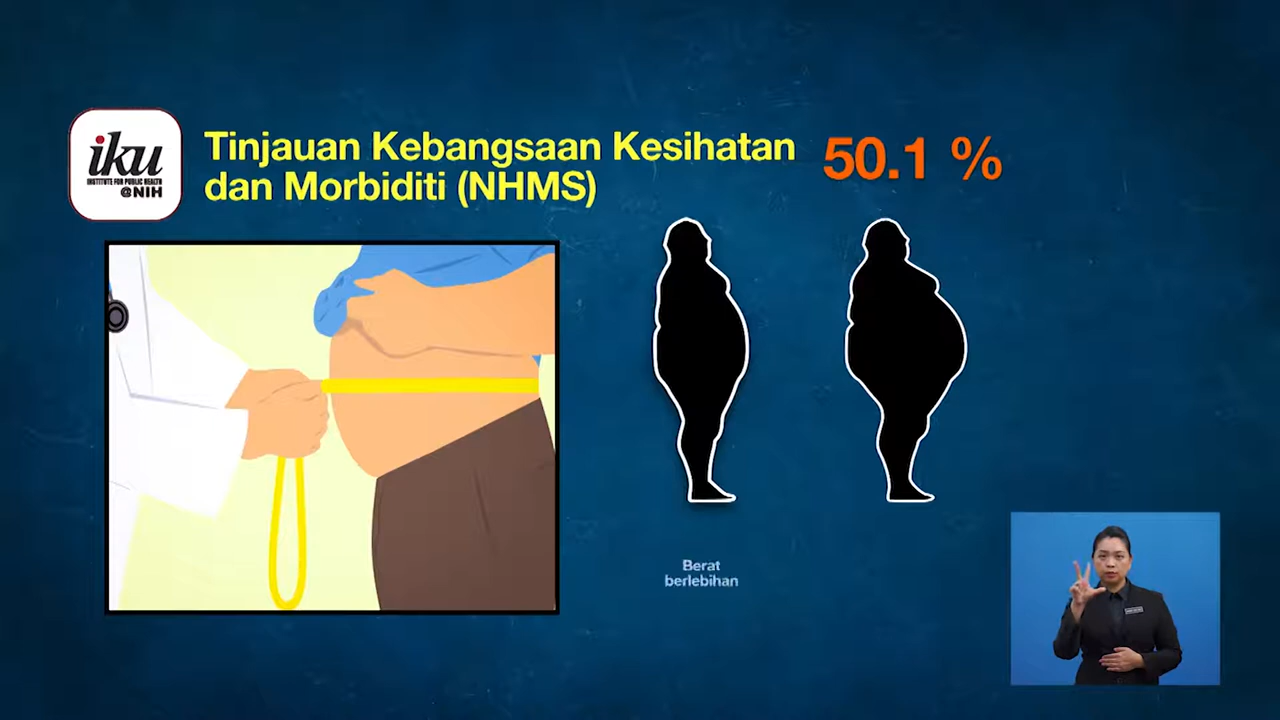 iku
INSTITUTE FOR PUBLIC HEALTH
@NIH
Tinjauan Kebangsaan Kesihatan
dan Morbiditi (NHMS)
50.1 %
Berat
berlebihan